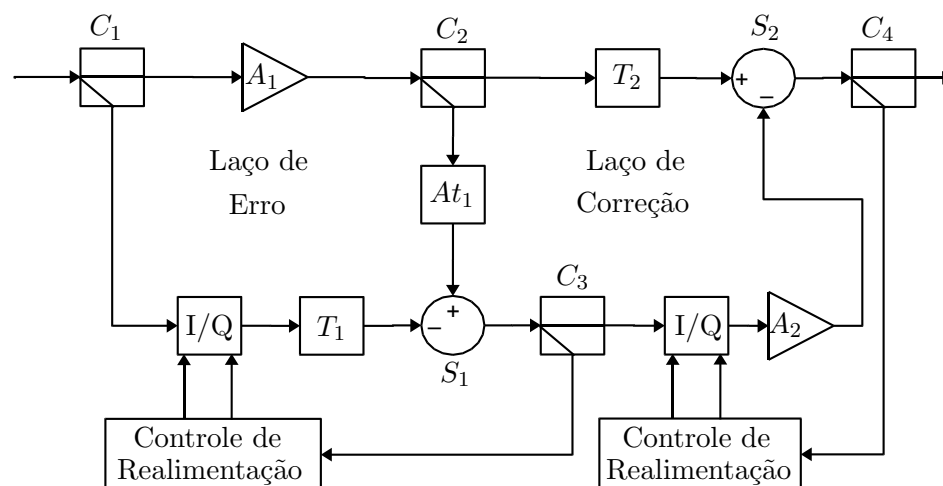 C1
C2
S2
C4
A1
T2
+
−
Laço de
Erro
Laço de
Correção
At1
C3
I/Q
T1
−
+
S1
I/Q
A2
Controle de
Realimentação
Controle de
Realimentação